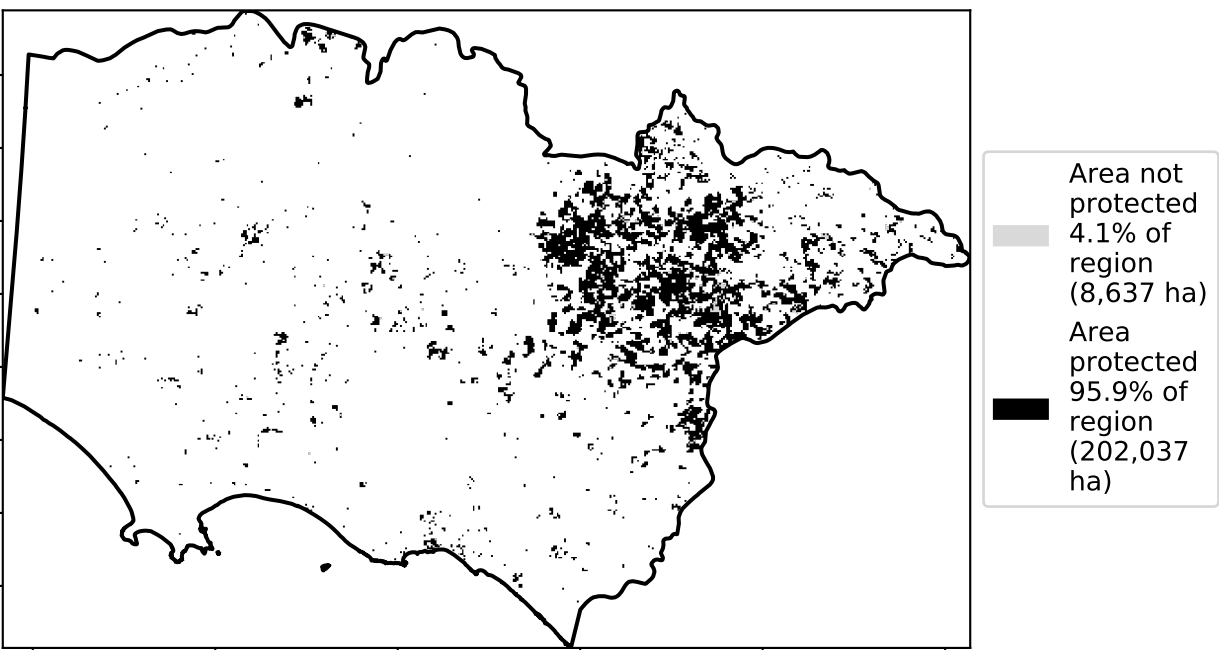 Area not
protected
4.1% of
region
(8,637 ha)
Area
protected
95.9% of
region
(202,037
ha)